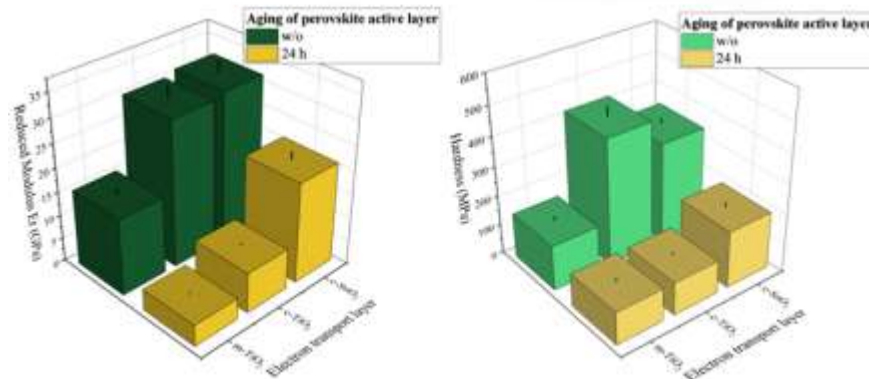 Aging of perovskite active layer
w/o
24 h
Reduced Modulus Er (GPa)
35
30
25
20
15
10
5
0
m-TiO₂
c-TiO₂
c-SnO₂
Electron transport layer
Aging of perovskite active layer
w/o
24 h
Hardness (MPa)
600
500
400
300
200
100
0
m-TiO₂
c-TiO₂
c-SnO₂
Electron transport layer